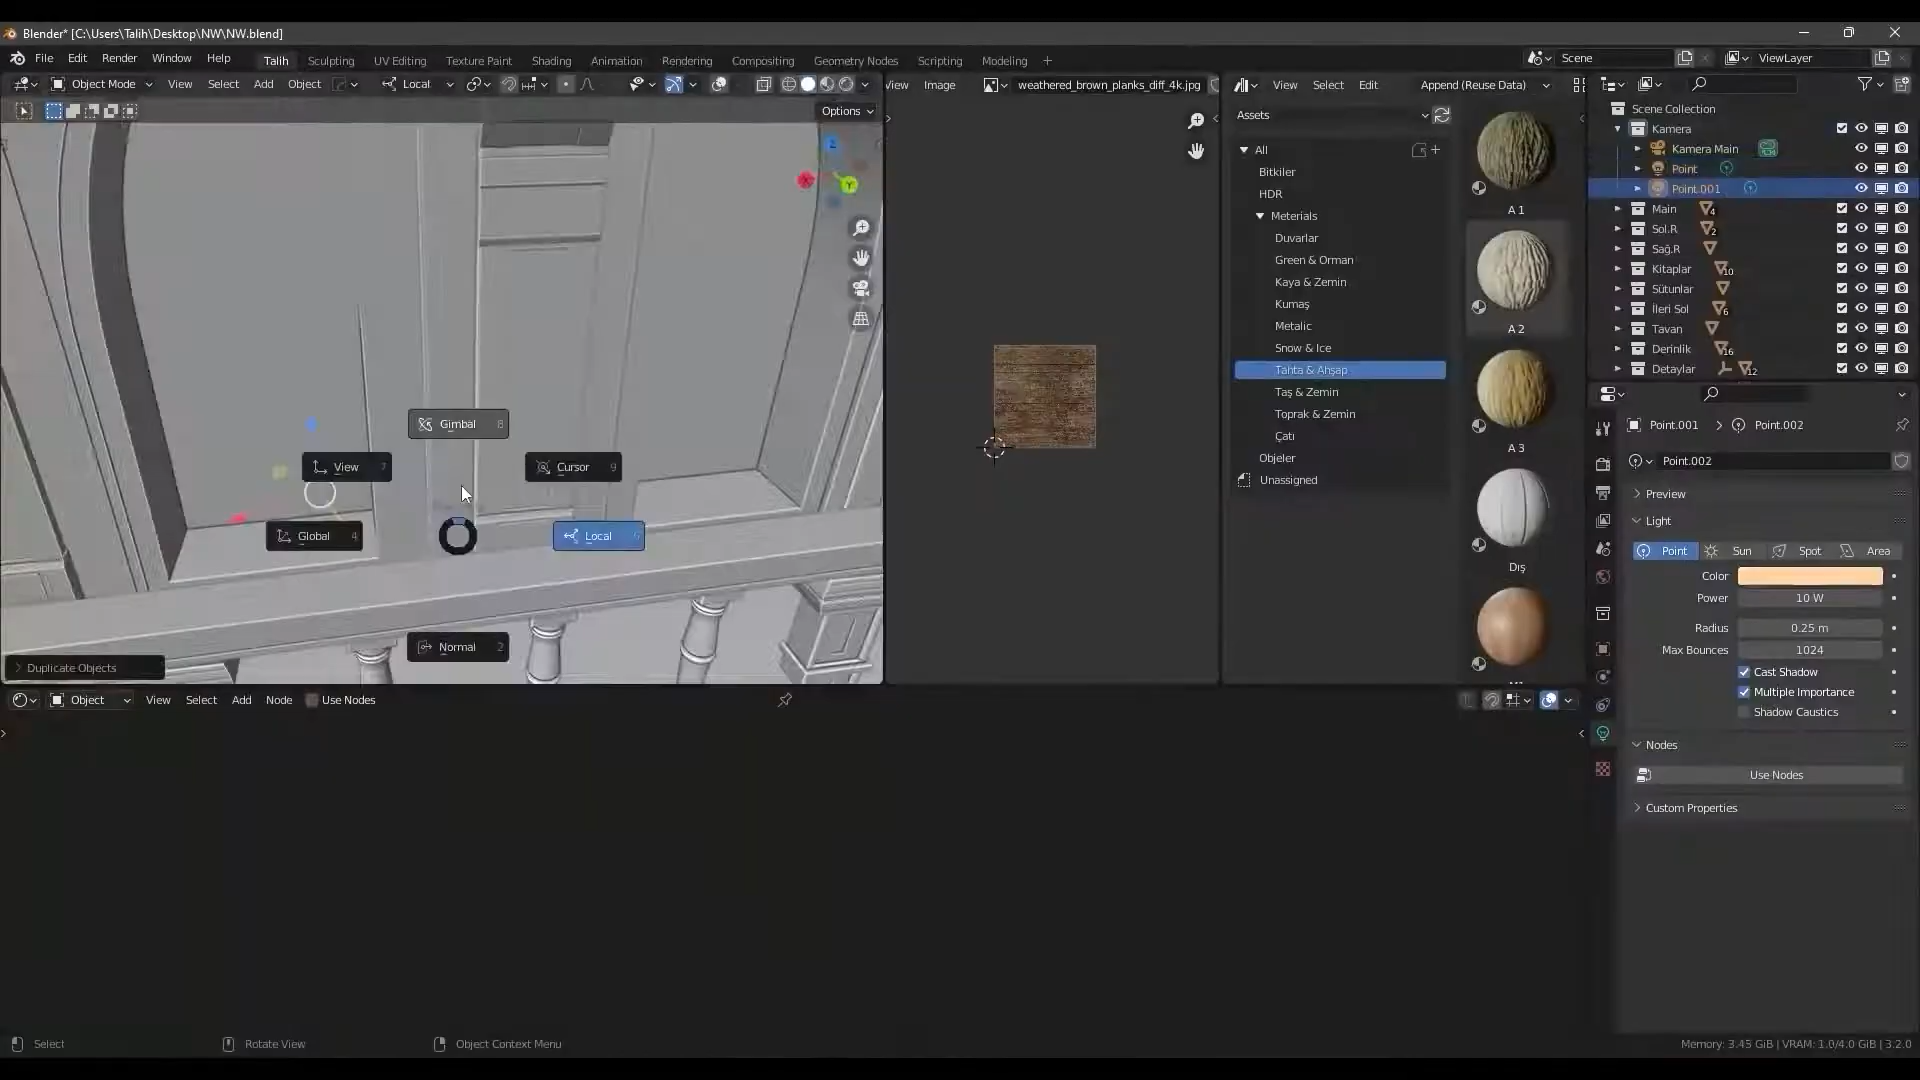 Blender* [C:\Users\Talih\Desktop\NW\NW.blend]
File Edit Render Window Help
Talih Sculpting UV Editing Texture Paint Shading Animation Rendering Compositing Geometry Nodes Scripting Modeling +
Scene
ViewLayer
Object Mode View Select Add Object Local
Options
Z
X
Y
Gimbal 8
View 7
Cursor 9
Global 4
Local 6
Normal 2
Duplicate Objects
View Image weathered_brown_planks_diff_4k.jpg
View Select Edit Append (Reuse Data)
Assets
All
Bitkiler
HDR
Meterials
Duvarlar
Green & Orman
Kaya & Zemin
Kumaş
Metalic
Snow & Ice
Tahta & Ahşap
Taş & Zemin
Toprak & Zemin
Çatı
Objeler
Unassigned
A 1
A 2
A 3
Dış
Scene Collection
Kamera
Kamera Main
Point
Point.001
Main 4
Sol.R 2
Sağ.R
Kitaplar 10
Sütunlar
İleri Sol 6
Tavan
Derinlik 16
Detaylar 12
Point.001 > Point.002
Point.002
Preview
Light
Point Sun Spot Area
Color
Power 10 W
Radius 0.25 m
Max Bounces 1024
Cast Shadow
Multiple Importance
Shadow Caustics
Nodes
Use Nodes
Custom Properties
Object View Select Add Node Use Nodes
Select Rotate View Object Context Menu
Memory: 3.45 GiB | VRAM: 1.0/4.0 GiB | 3.2.0